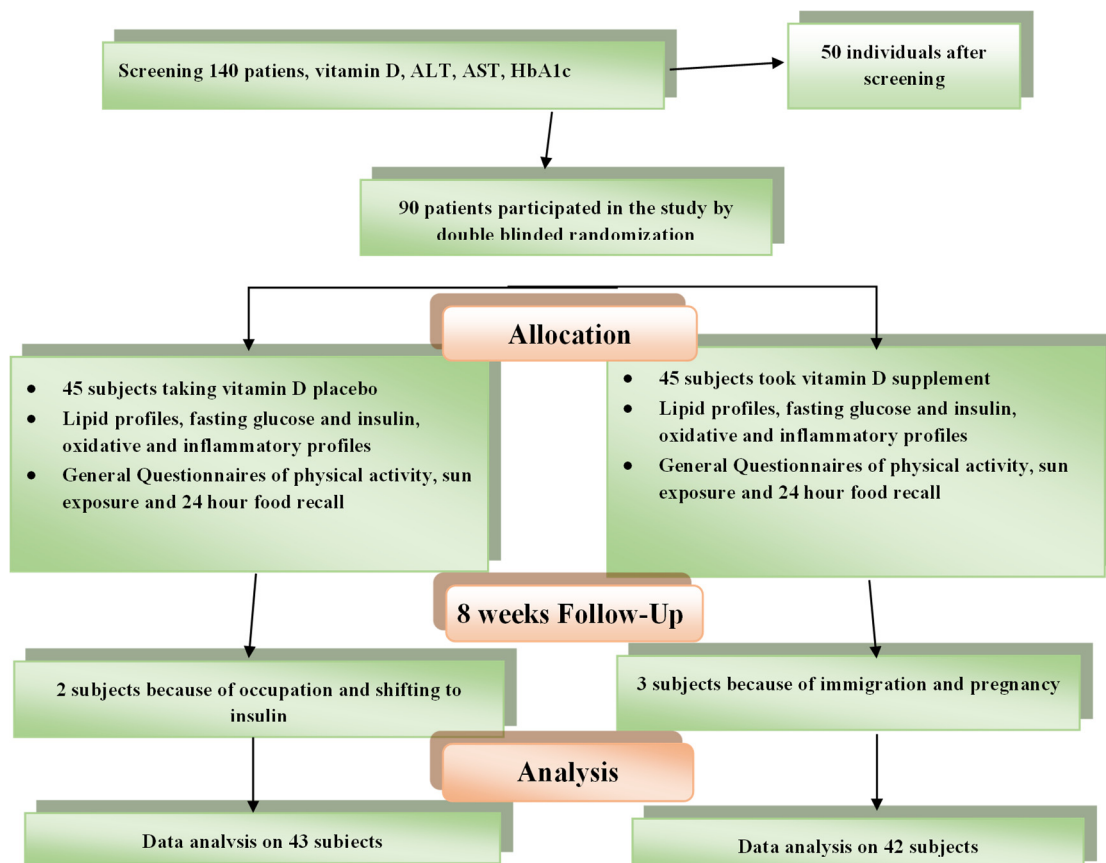 Screening 140 patiens, vitamin D, ALT, AST, HbA1c
50 individuals after
screening
90 patients participated in the study by
double blinded randomization
Allocation
• 45 subjects taking vitamin D placebo
• Lipid profiles, fasting glucose and insulin,
oxidative and inflammatory profiles
• General Questionnaires of physical activity, sun
exposure and 24 hour food recall
• 45 subjects took vitamin D supplement
• Lipid profiles, fasting glucose and insulin,
oxidative and inflammatory profiles
• General Questionnaires of physical activity, sun
exposure and 24 hour food recall
8 weeks Follow-Up
2 subjects because of occupation and shifting to
insulin
3 subjects because of immigration and pregnancy
Analysis
Data analysis on 43 subjects
Data analysis on 42 subjects